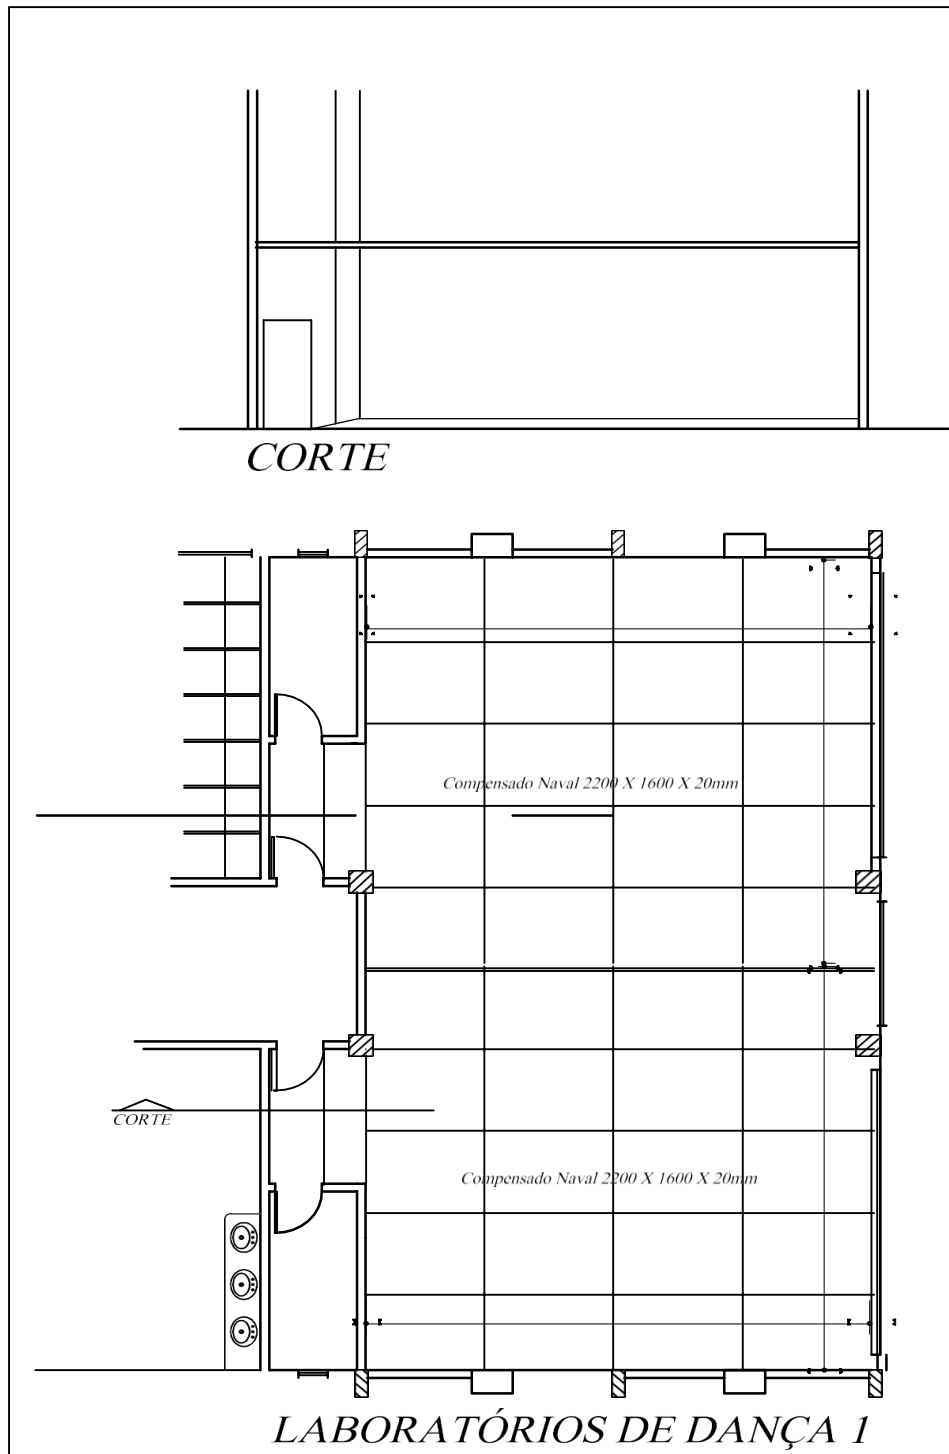 CORTE
Compensado Naval 2200 X 1600 X 20mm
CORTE
Compensado Naval 2200 X 1600 X 20mm
LABORATÓRIOS DE DANÇA 1